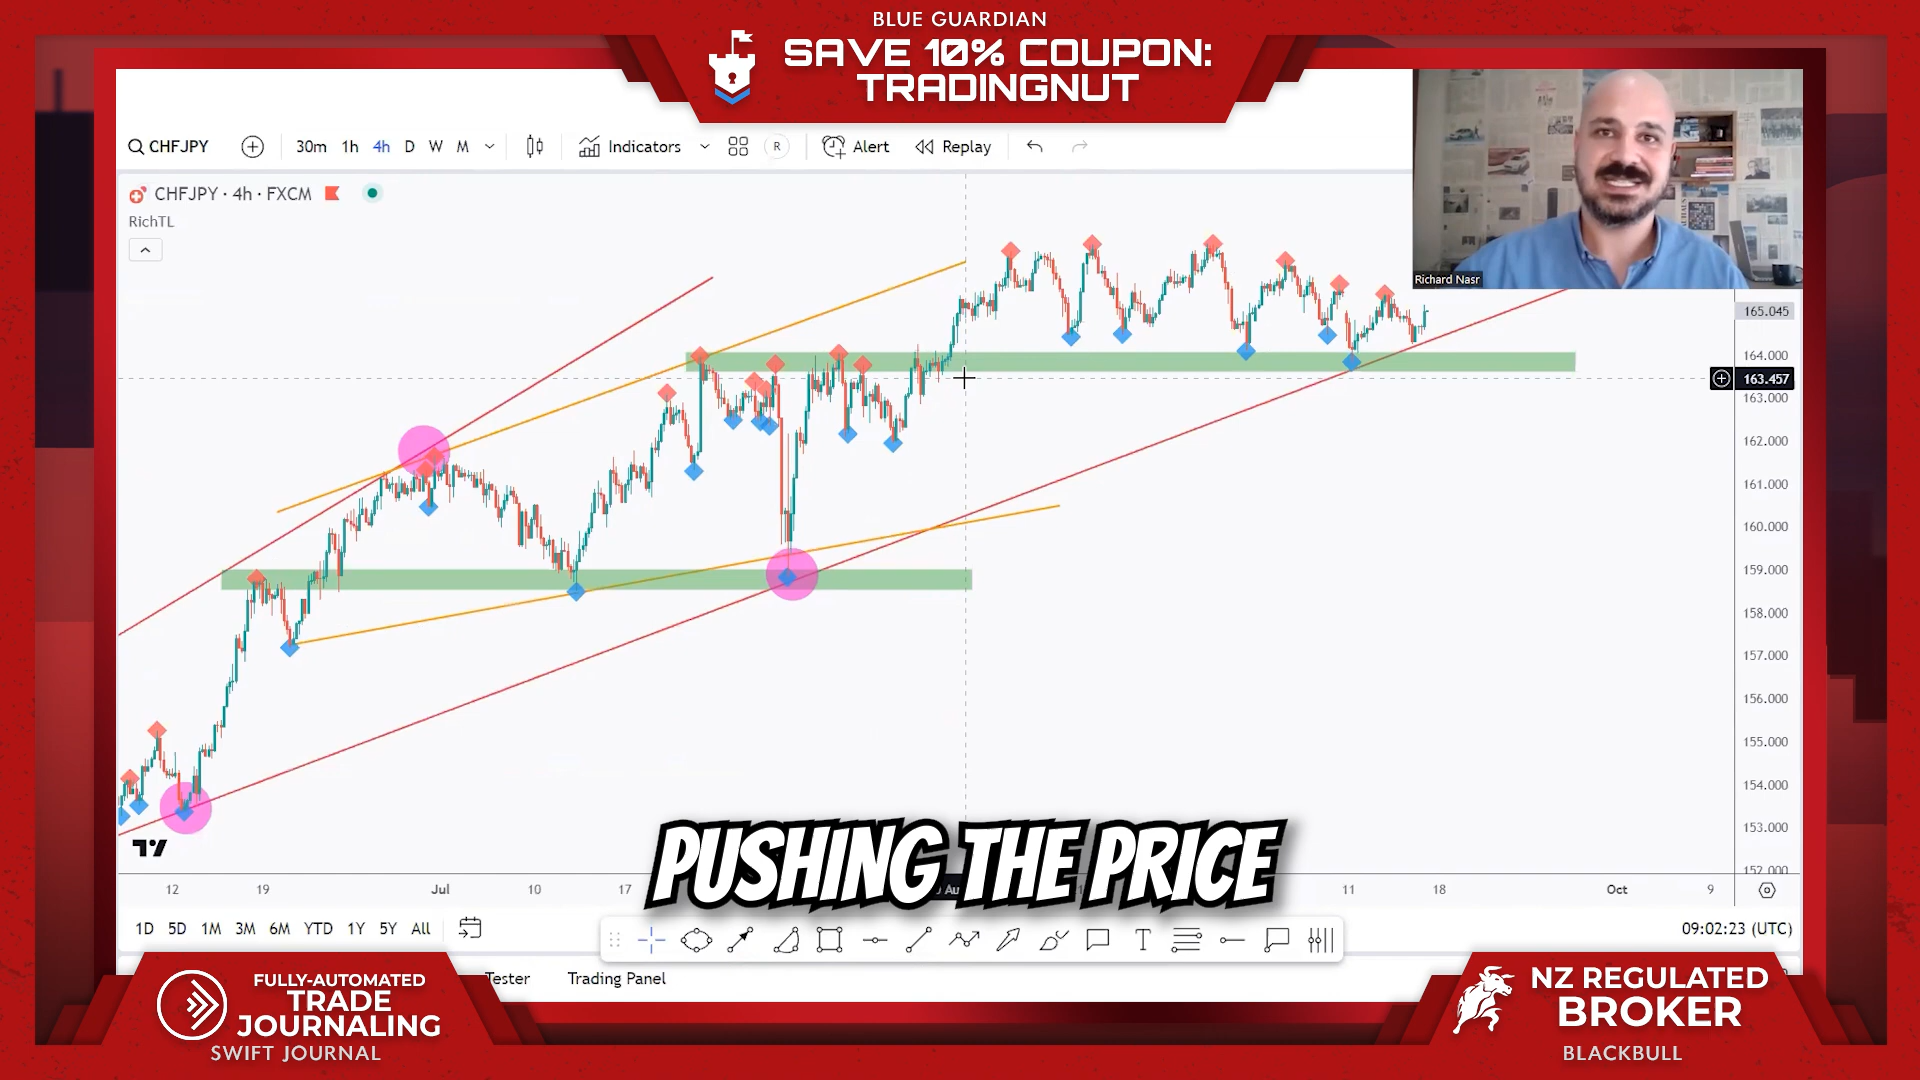 BLUE GUARDIAN
SAVE 10% COUPON:
TRADINGNUT
CHFJPY
30m 1h 4h D W M
Indicators
R
Alert
Replay
CHFJPY · 4h · FXCM
RichTL
Richard Nasr
165.045
164.000
163.457
163.000
162.000
161.000
160.000
159.000
158.000
157.000
156.000
155.000
154.000
153.000
152.000
PUSHING THE PRICE
12 19 Jul 10 17 Au 11 18 Oct 9
1D 5D 1M 3M 6M YTD 1Y 5Y All
09:02:23 (UTC)
T
Tester
Trading Panel
FULLY-AUTOMATED
TRADE
JOURNALING
SWIFT JOURNAL
NZ REGULATED
BROKER
BLACKBULL